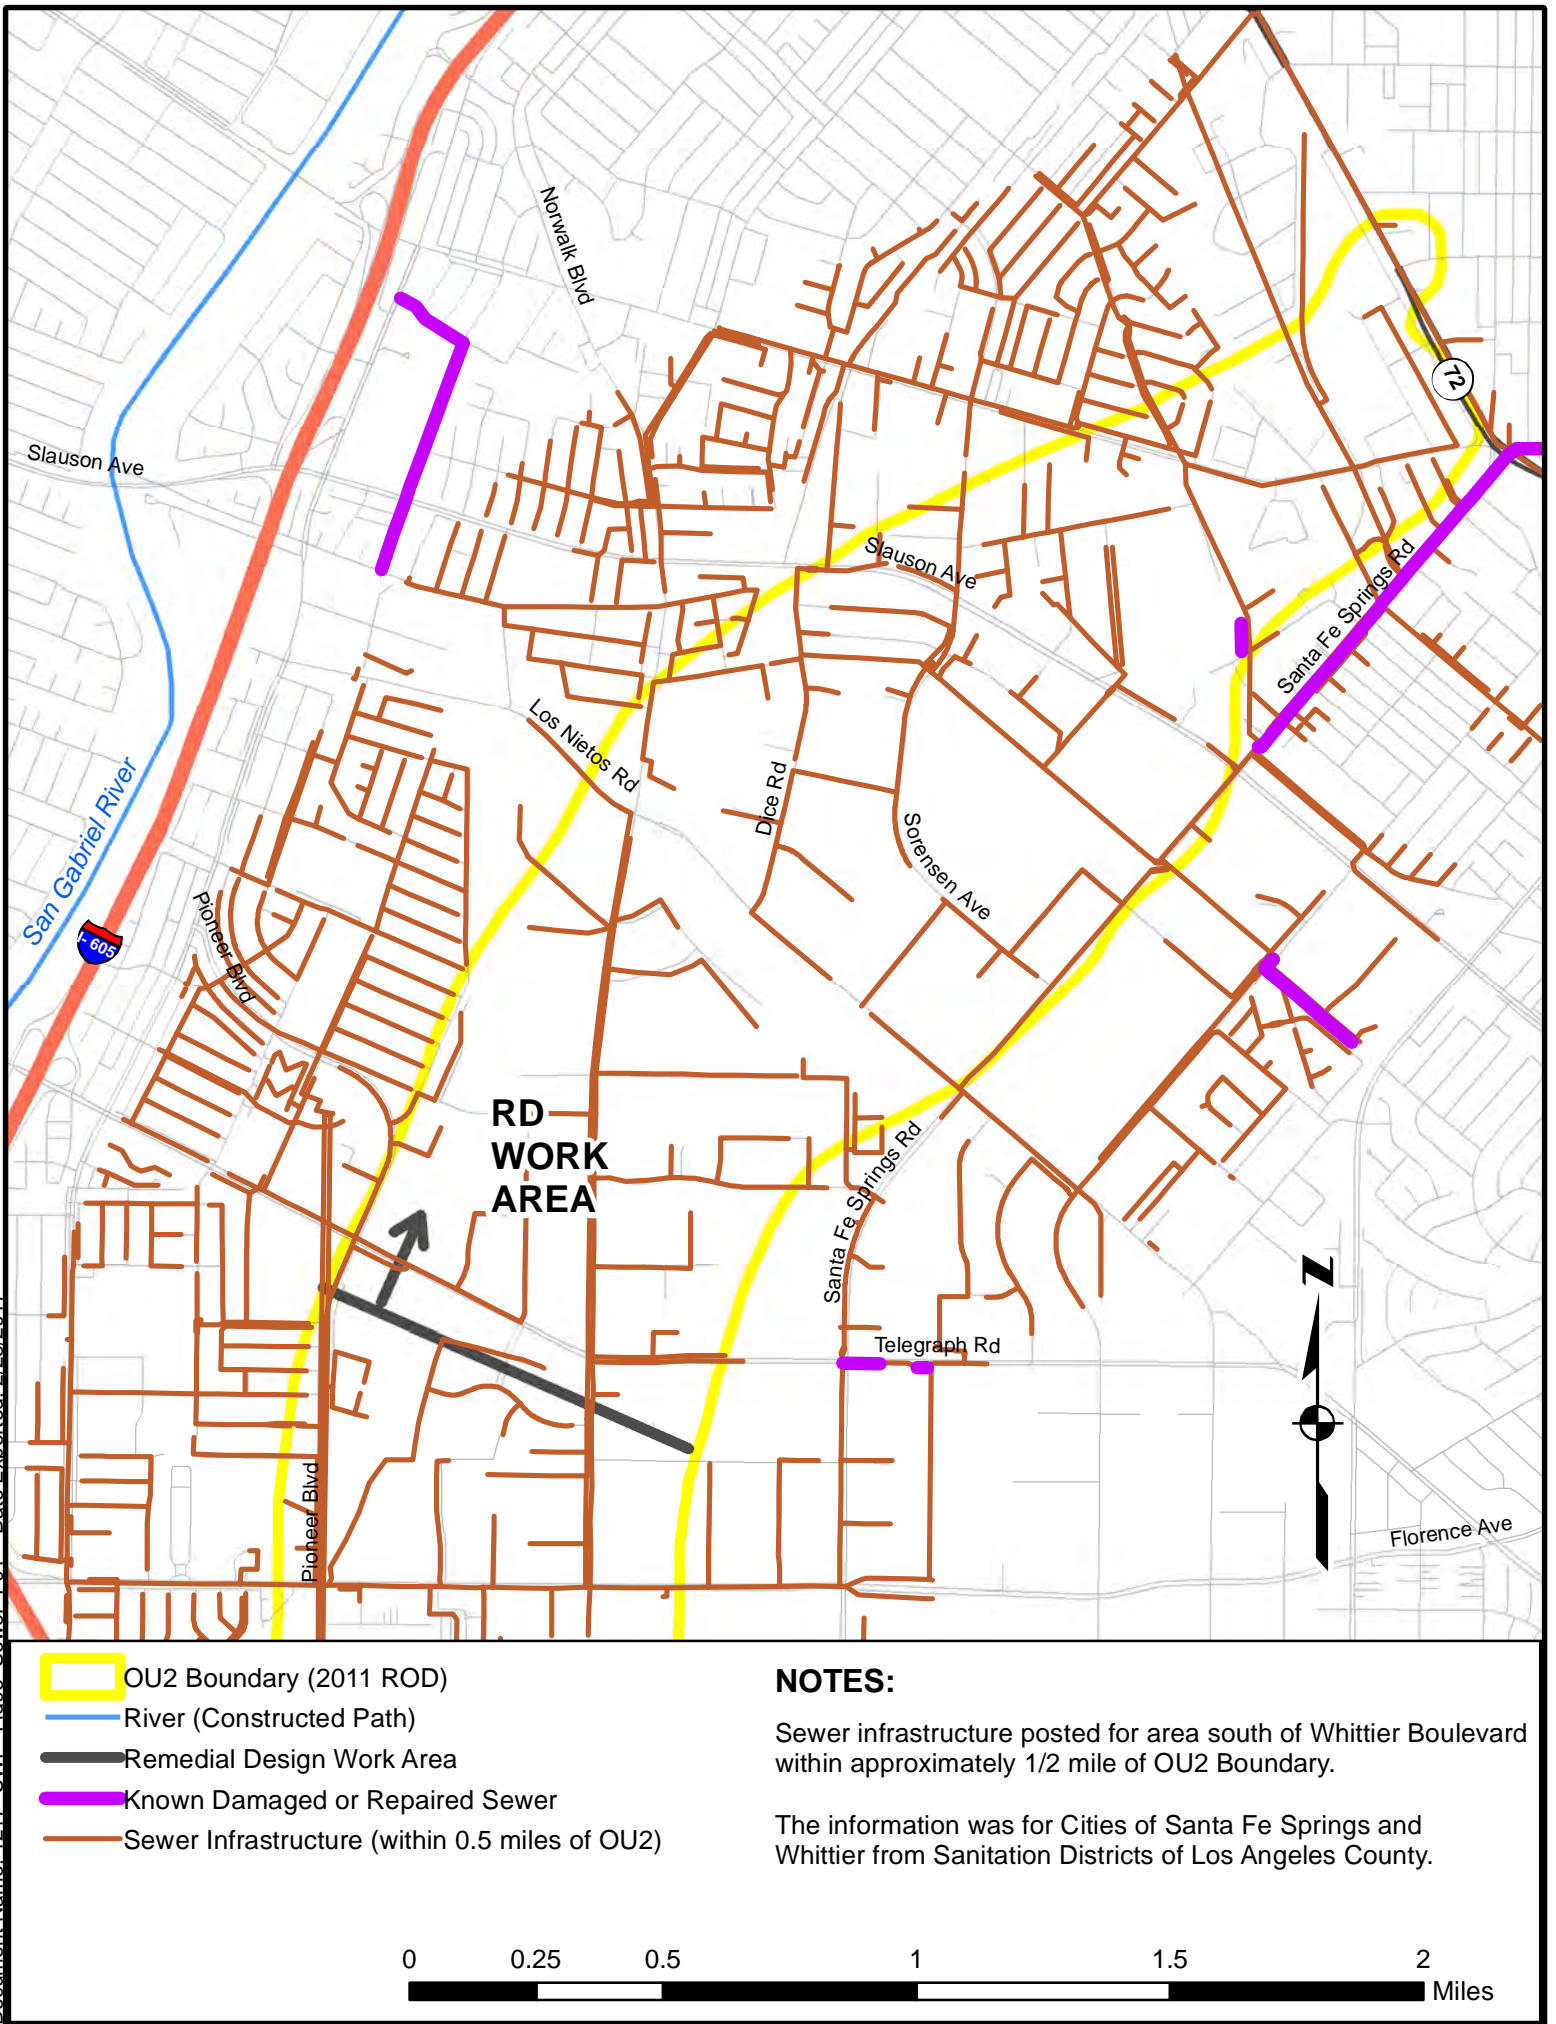 Norwalk Blvd
72
Slauson Ave
Slauson Ave
Santa Fe Springs Rd
Los Nietos Rd
Dice Rd
San Gabriel River
Sorensen Ave
Pioneer Blvd
I-605
RD
WORK
AREA
Santa Fe Springs Rd
N
Telegraph Rd
Pioneer Blvd
Florence Ave
OU2 Boundary (2011 ROD)
River (Constructed Path)
Remedial Design Work Area
Known Damaged or Repaired Sewer
Sewer Infrastructure (within 0.5 miles of OU2)
NOTES:
Sewer infrastructure posted for area south of Whittier Boulevard
within approximately 1/2 mile of OU2 Boundary.
The information was for Cities of Santa Fe Springs and
Whittier from Sanitation Districts of Los Angeles County.
0 0.25 0.5 1 1.5 2
Miles